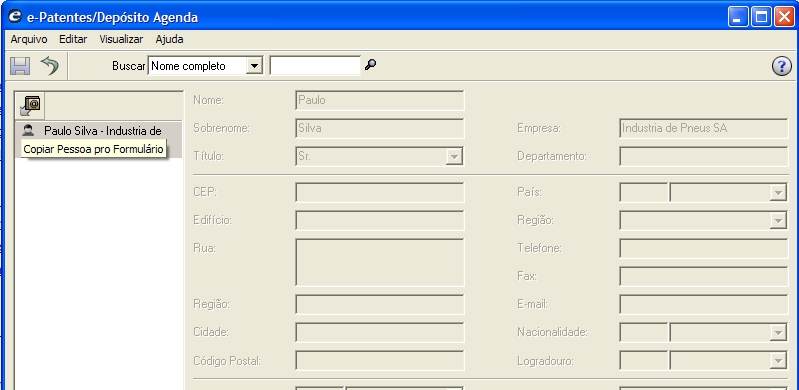 e-Patentes/Depósito Agenda
Arquivo Editar Visualizar Ajuda
Buscar Nome completo
Paulo Silva - Industria de
Copiar Pessoa pro Formulário
Nome: Paulo
Sobrenome: Silva Empresa: Industria de Pneus SA
Título: Sr. Departamento:
CEP: País:
Edifício: Região:
Rua: Telefone:
Fax:
Região: E-mail:
Cidade: Nacionalidade:
Código Postal: Logradouro: